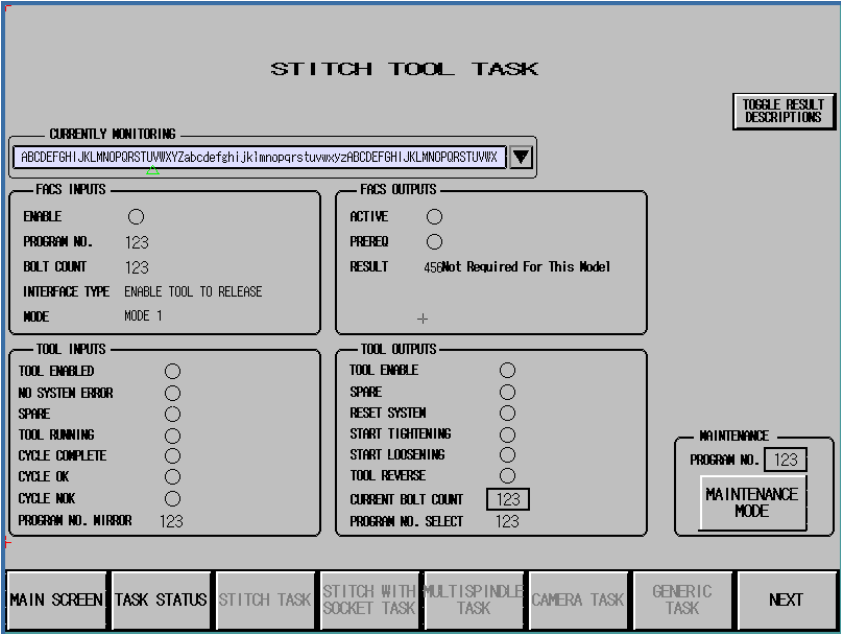 STITCH TOOL TASK
TOGGLE RESULT
DESCRIPTIONS
CURRENTLY MONITORING
ABCDEFGHIJKLMNOPQRSTUVWXYZabcdefghijklmnopqrstuvwxyzABCDEFGHIJKLMNOPQRSTUVWX
FACS INPUTS
ENABLE
PROGRAM NO. 123
BOLT COUNT 123
INTERFACE TYPE ENABLE TOOL TO RELEASE
MODE MODE 1
FACS OUTPUTS
ACTIVE
PREREQ
RESULT 456Not Required For This Model
TOOL INPUTS
TOOL ENABLED
NO SYSTEM ERROR
SPARE
TOOL RUNNING
CYCLE COMPLETE
CYCLE OK
CYCLE NOK
PROGRAM NO. MIRROR 123
TOOL OUTPUTS
TOOL ENABLE
SPARE
RESET SYSTEM
START TIGHTENING
START LOOSENING
TOOL REVERSE
CURRENT BOLT COUNT 123
PROGRAM NO. SELECT 123
MAINTENANCE
PROGRAM NO. 123
MAINTENANCE
MODE
MAIN SCREEN
TASK STATUS
STITCH TASK
STITCH WITH
SOCKET TASK
MULTISPINDLE
TASK
CAMERA TASK
GENERIC
TASK
NEXT